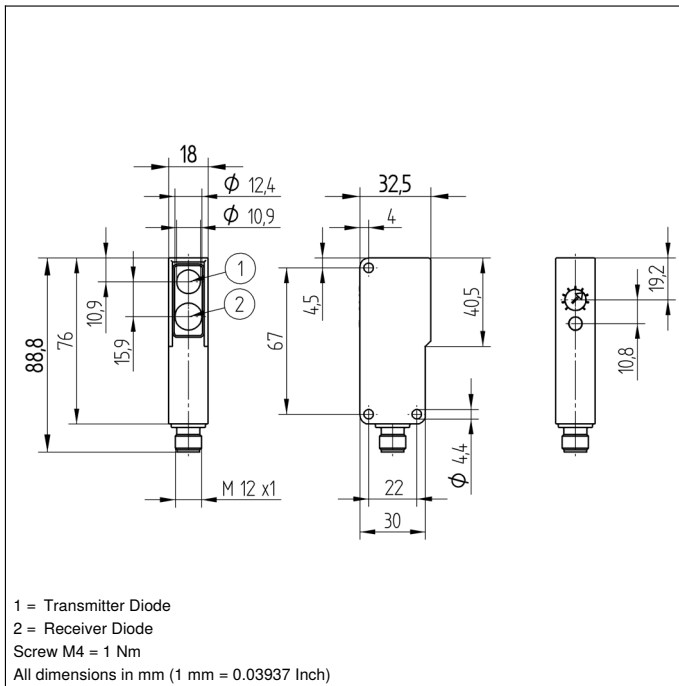 18
ϕ 12,4
ϕ 10,9
1
2
10,9
15,9
76
88,8
M 12 x1
32,5
4
4,5
67
40,5
ϕ 4,4
22
30
19,2
10,8
1 = Transmitter Diode
2 = Receiver Diode
Screw M4 = 1 Nm
All dimensions in mm (1 mm = 0.03937 Inch)